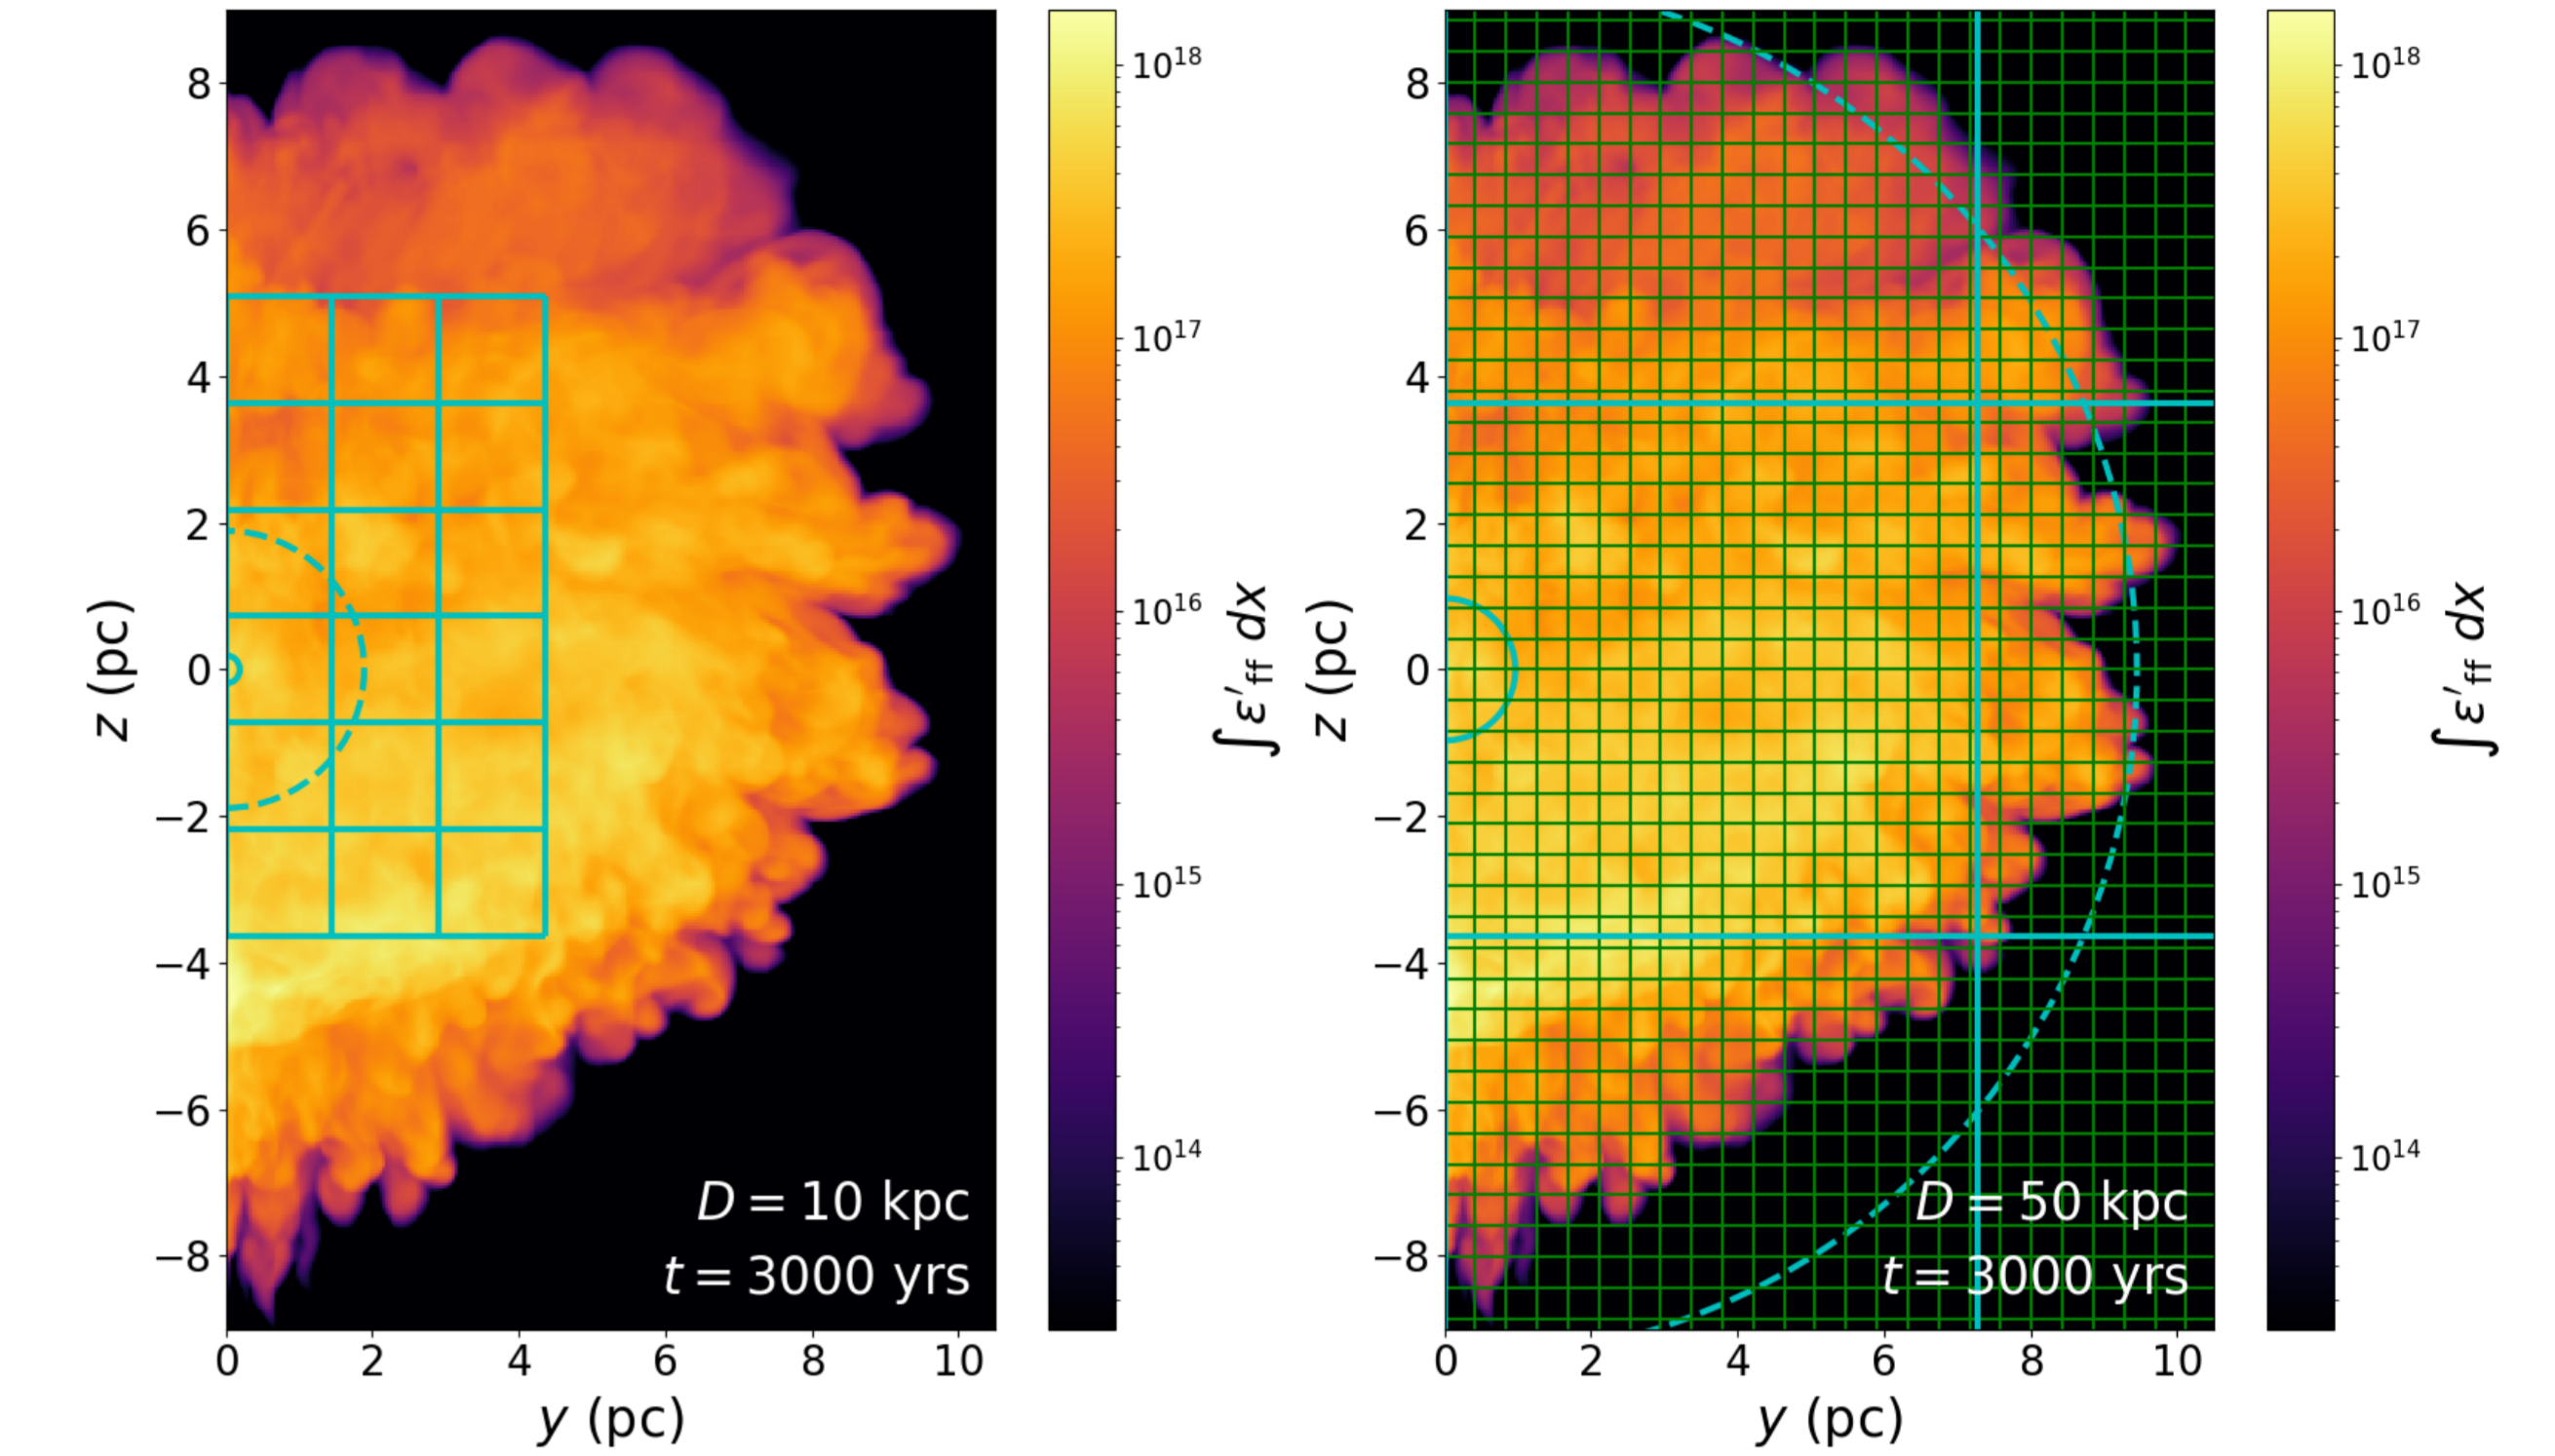 8
6
4
2
0
−2
−4
−6
−8
z (pc)
0 2 4 6 8 10
y (pc)
D = 10 kpc
t = 3000 yrs
10^18
10^17
10^16
10^15
10^14
∫ ε′ff dx
8
6
4
2
0
−2
−4
−6
−8
z (pc)
0 2 4 6 8 10
y (pc)
D = 50 kpc
t = 3000 yrs
10^18
10^17
10^16
10^15
10^14
∫ ε′ff dx